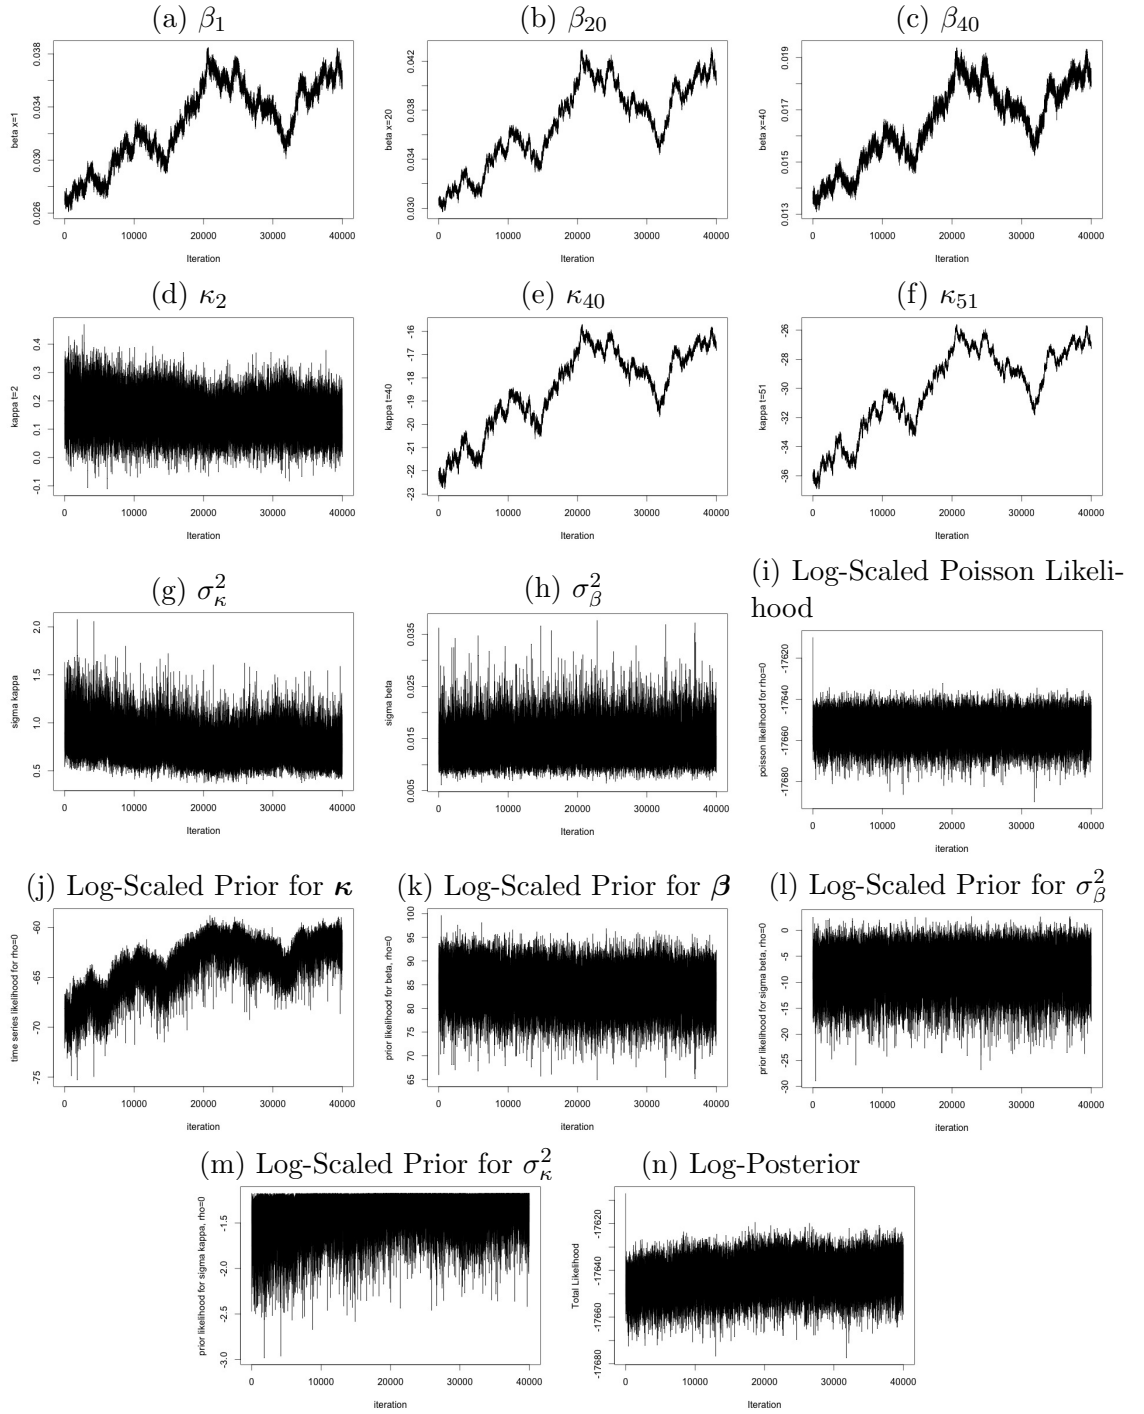 (a) β₁
(b) β₂₀
(c) β₄₀
beta x=1
0.026 0.030 0.034 0.038
0 10000 20000 30000 40000
Iteration
beta x=20
0.030 0.034 0.038 0.042
0 10000 20000 30000 40000
Iteration
beta x=40
0.013 0.015 0.017 0.019
0 10000 20000 30000 40000
Iteration
(d) κ₂
(e) κ₄₀
(f) κ₅₁
kappa t=2
-0.1 0.0 0.1 0.2 0.3 0.4
0 10000 20000 30000 40000
Iteration
kappa t=40
-23 -22 -21 -20 -19 -18 -17 -16
0 10000 20000 30000 40000
Iteration
kappa t=51
-36 -34 -32 -30 -28 -26
0 10000 20000 30000 40000
Iteration
(g) σ²κ
(h) σ²β
(i) Log-Scaled Poisson Likeli-
hood
sigma kappa
0.5 1.0 1.5 2.0
0 10000 20000 30000 40000
Iteration
sigma beta
0.005 0.015 0.025 0.035
0 10000 20000 30000 40000
Iteration
poisson likelihood for rho=0
-17680 -17660 -17640 -17620
0 10000 20000 30000 40000
iteration
(j) Log-Scaled Prior for κ
(k) Log-Scaled Prior for β
(l) Log-Scaled Prior for σ²β
time series likelihood for rho=0
-75 -70 -65 -60
0 10000 20000 30000 40000
iteration
prior likelihood for beta, rho=0
65 70 75 80 85 90 95 100
0 10000 20000 30000 40000
iteration
prior likelihood for sigma beta, rho=0
-30 -25 -20 -15 -10 -5 0
0 10000 20000 30000 40000
iteration
(m) Log-Scaled Prior for σ²κ
(n) Log-Posterior
prior likelihood for sigma kappa, rho=0
-3.0 -2.5 -2.0 -1.5
0 10000 20000 30000 40000
iteration
Total Likelihood
-17680 -17660 -17640 -17620
0 10000 20000 30000 40000
Iteration